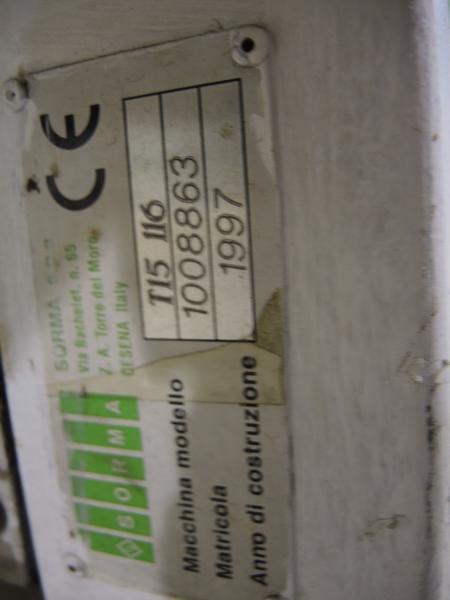 SORMA
SORMA
Via Bachelet, n. 65
Z. A. Torre del Moro
CESENA Italy
CE
Macchina modello T15 116
Matricola 1008863
Anno di costruzione 1997